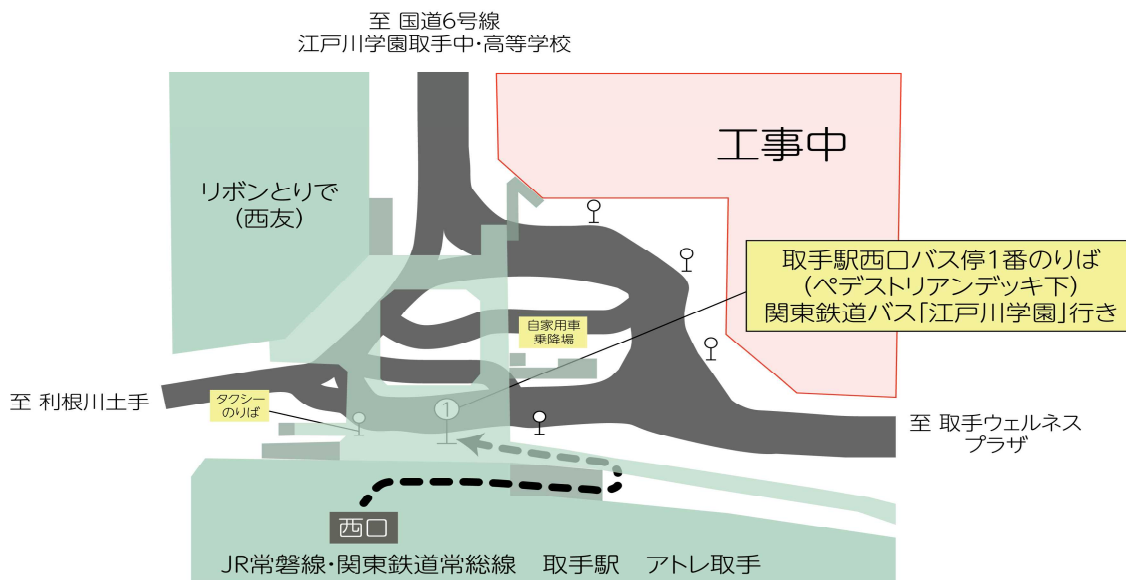 至 国道6号線
江戸川学園取手中・高等学校
工事中
リボンとりで
(西友)
取手駅西口バス停1番のりば
(ペデストリアンデッキ下)
関東鉄道バス「江戸川学園」行き
自家用車
乗降場
至 利根川土手
タクシー
のりば
1
至 取手ウェルネス
プラザ
西口
JR常磐線・関東鉄道常総線 取手駅 アトレ取手